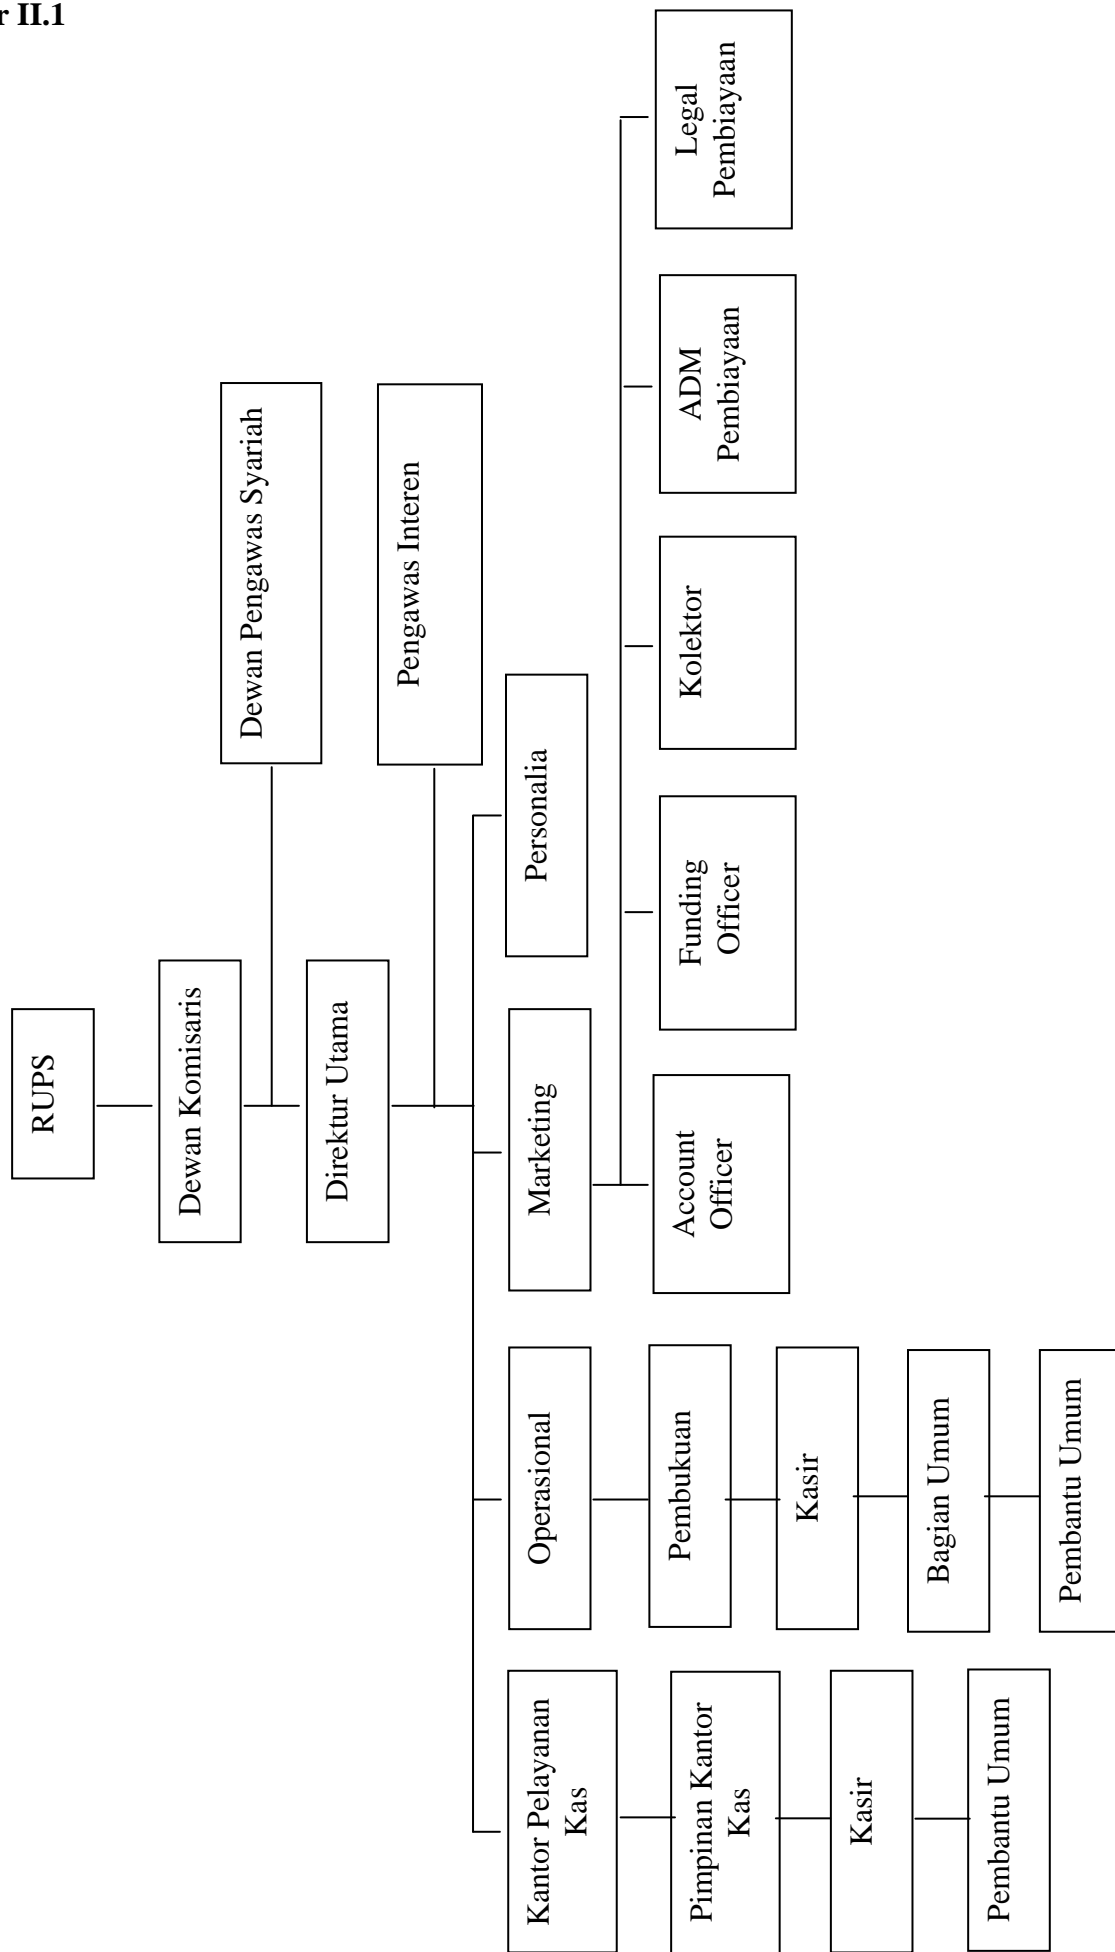 r II.1
RUPS
Dewan Komisaris
Dewan Pengawas Syariah
Direktur Utama
Pengawas Interen
Kantor Pelayanan
Kas
Operasional
Marketing
Personalia
Pimpinan Kantor
Kas
Kasir
Pembantu Umum
Pembukuan
Kasir
Bagian Umum
Pembantu Umum
Account
Officer
Funding
Officer
Kolektor
ADM
Pembiayaan
Legal
Pembiayaan